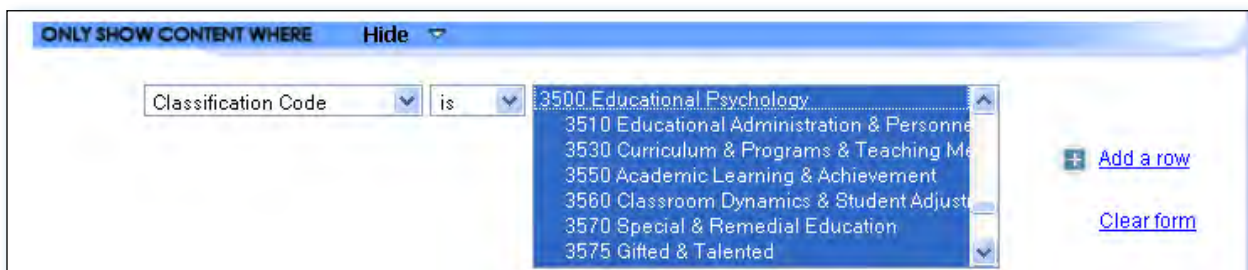 ONLY SHOW CONTENT WHERE Hide
Classification Code is 3500 Educational Psychology
3510 Educational Administration & Personne
3530 Curriculum & Programs & Teaching Me
3550 Academic Learning & Achievement
3560 Classroom Dynamics & Student Adjust
3570 Special & Remedial Education
3575 Gifted & Talented
Add a row
Clear form